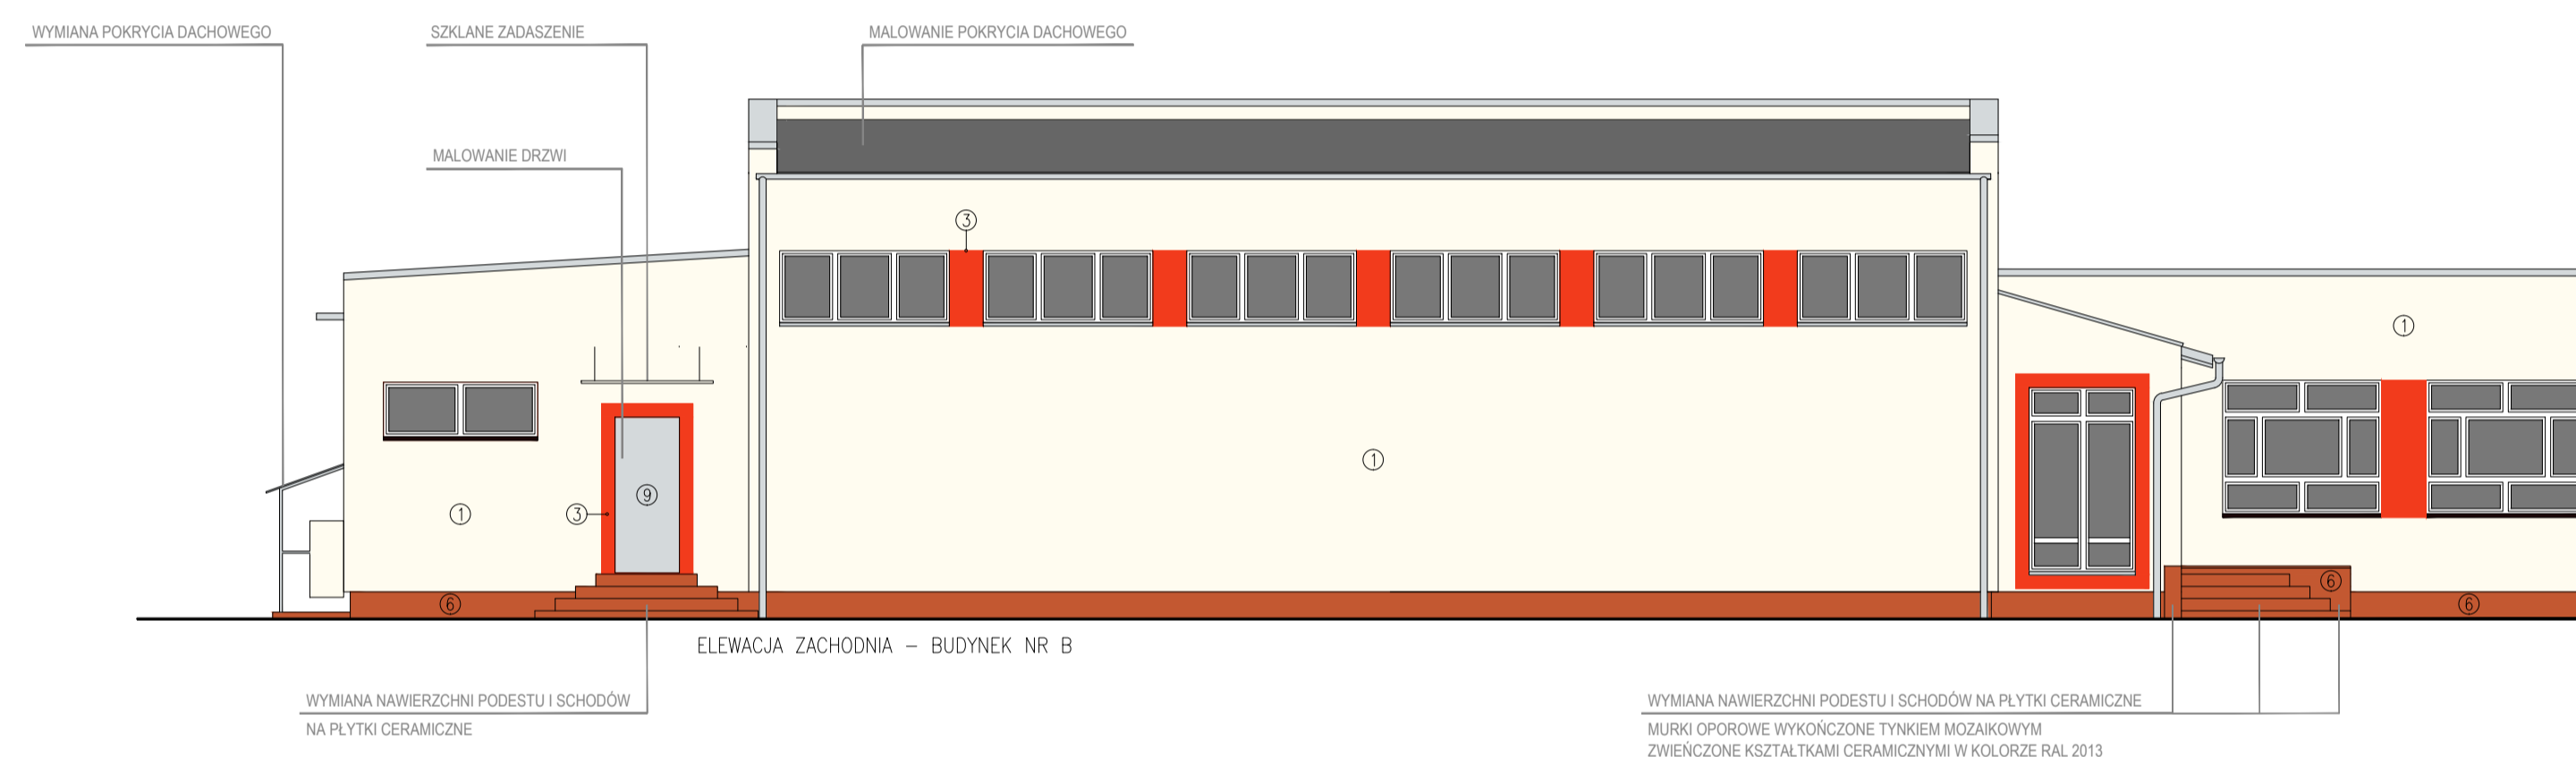 WYMIANA POKRYCIA DACHOWEGO
SZKLANE ZADASZENIE
MALOWANIE POKRYCIA DACHOWEGO
MALOWANIE DRZWI
3
1
1
9
3
1
6
6
6
ELEWACJA ZACHODNIA – BUDYNEK NR B
WYMIANA NAWIERZCHNI PODESTU I SCHODÓW
NA PŁYTKI CERAMICZNE
WYMIANA NAWIERZCHNI PODESTU I SCHODÓW NA PŁYTKI CERAMICZNE
MURKI OPOROWE WYKOŃCZONE TYNKIEM MOZAIKOWYM
ZWIEŃCZONE KSZTAŁTKAMI CERAMICZNYMI W KOLORZE RAL 2013